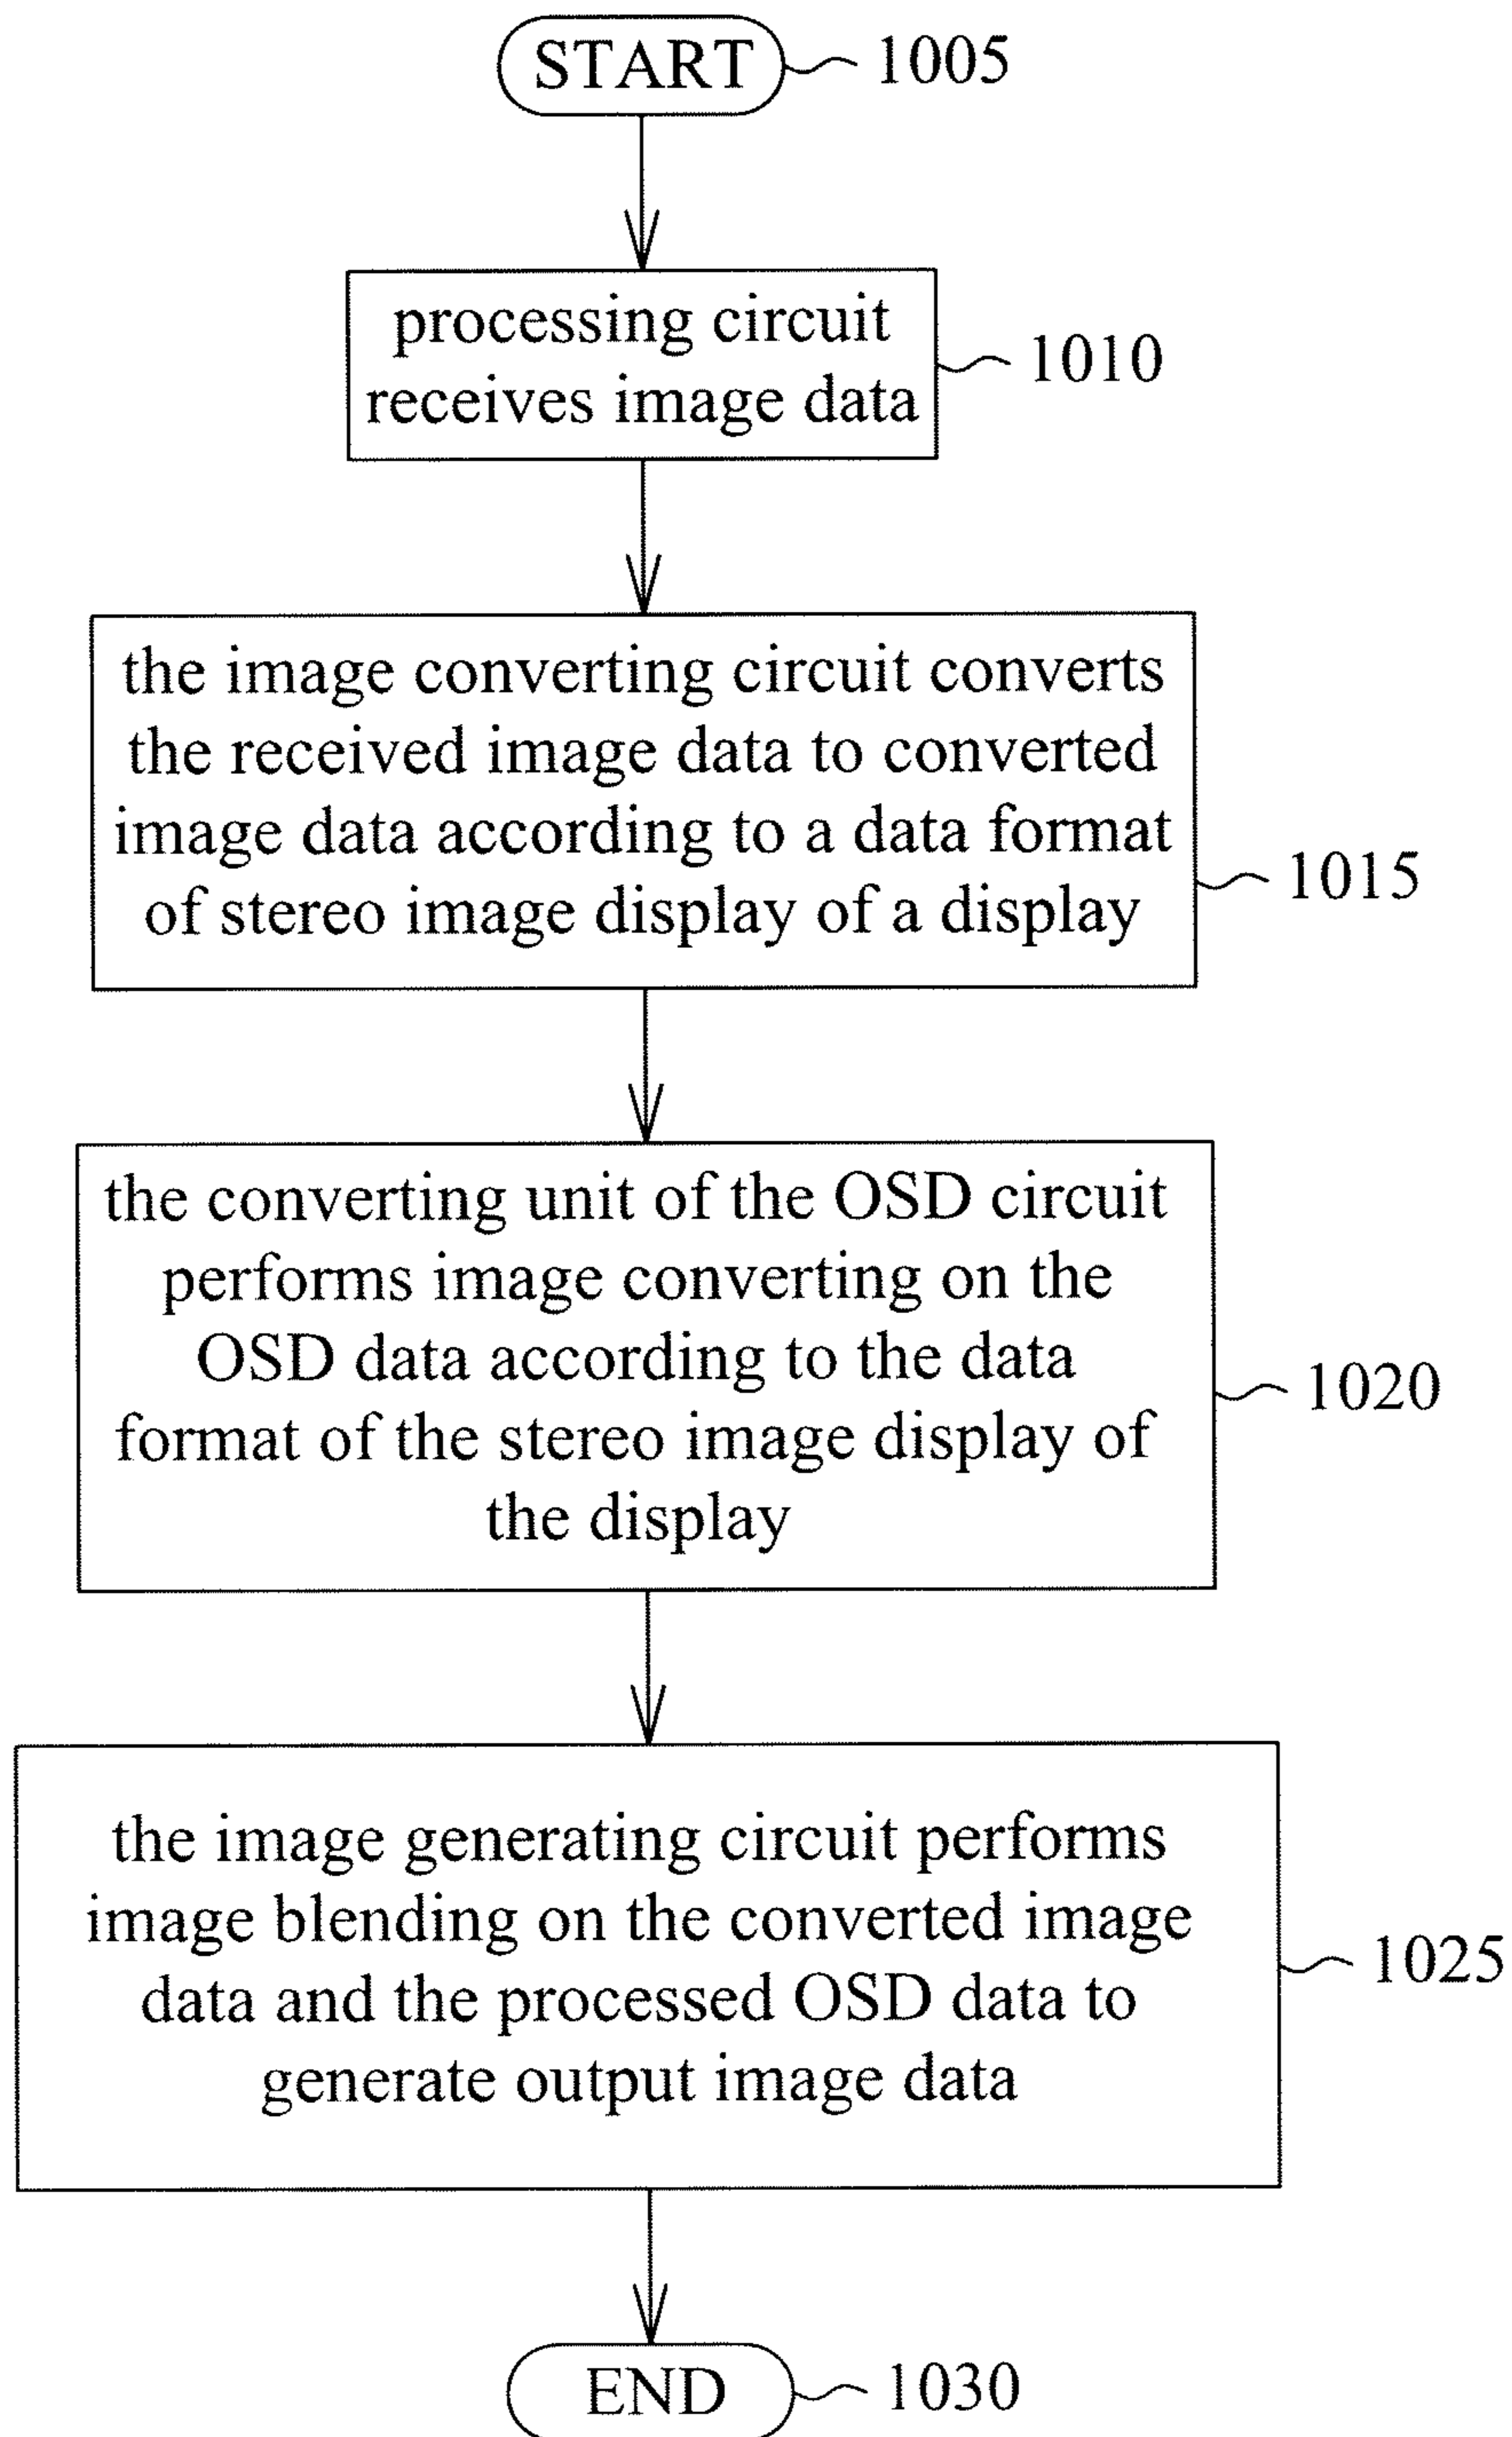 START
1005
processing circuit
receives image data
1010
the image converting circuit converts
the received image data to converted
image data according to a data format
of stereo image display of a display
1015
the converting unit of the OSD circuit
performs image converting on the
OSD data according to the data
format of the stereo image display of
the display
1020
the image generating circuit performs
image blending on the converted image
data and the processed OSD data to
generate output image data
1025
END
1030